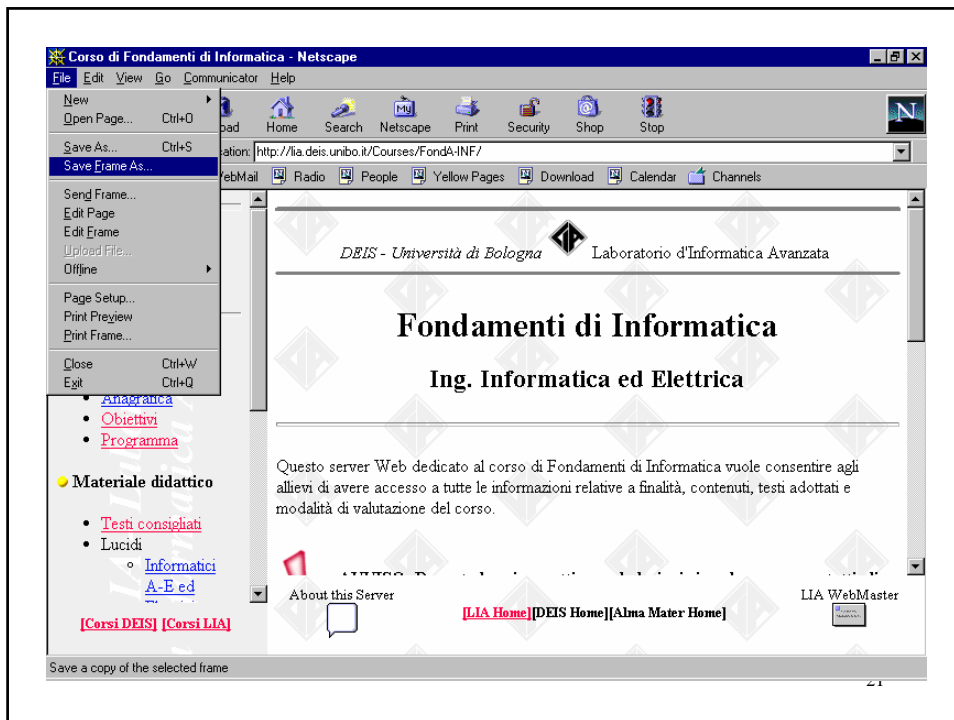 Corso di Fondamenti di Informatica - Netscape
File Edit View Go Communicator Help
New
Open Page... Ctrl+O
Save As... Ctrl+S
Save Frame As...
Send Frame...
Edit Page
Edit Frame
Upload File...
Offline
Page Setup...
Print Preview
Print Frame...
Close Ctrl+W
Exit Ctrl+Q
Home Search Netscape Print Security Shop Stop
http://lia.deis.unibo.it/Courses/FondA-INF/
Radio People Yellow Pages Download Calendar Channels
Anagrafica
Obiettivi
Programma
Materiale didattico
Testi consigliati
Lucidi
Informatici
A-E ed
[Corsi DEIS] [Corsi LIA]
DEIS - Università di Bologna Laboratorio d'Informatica Avanzata
Fondamenti di Informatica
Ing. Informatica ed Elettrica
Questo server Web dedicato al corso di Fondamenti di Informatica vuole consentire agli
allievi di avere accesso a tutte le informazioni relative a finalità, contenuti, testi adottati e
modalità di valutazione del corso.
About this Server
[LIA Home][DEIS Home][Alma Mater Home]
LIA WebMaster
Save a copy of the selected frame